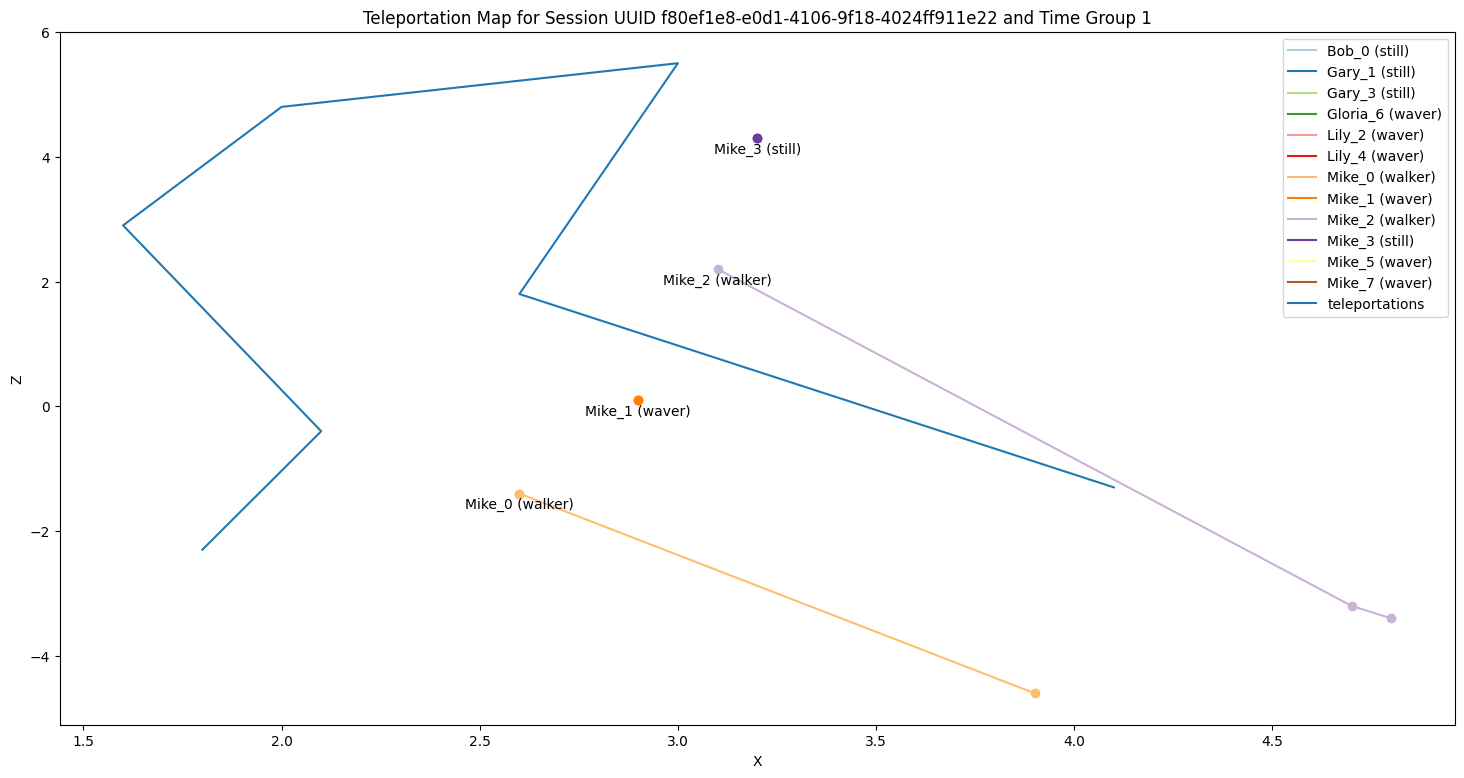 Teleportation Map for Session UUID f80ef1e8-e0d1-4106-9f18-4024ff911e22 and Time Group 1
6
4
2
0
−2
−4
Z
Bob_0 (still)
Gary_1 (still)
Gary_3 (still)
Gloria_6 (waver)
Lily_2 (waver)
Lily_4 (waver)
Mike_0 (walker)
Mike_1 (waver)
Mike_2 (walker)
Mike_3 (still)
Mike_5 (waver)
Mike_7 (waver)
teleportations
Mike_3 (still)
Mike_2 (walker)
Mike_1 (waver)
Mike_0 (walker)
1.5 2.0 2.5 3.0 3.5 4.0 4.5
X